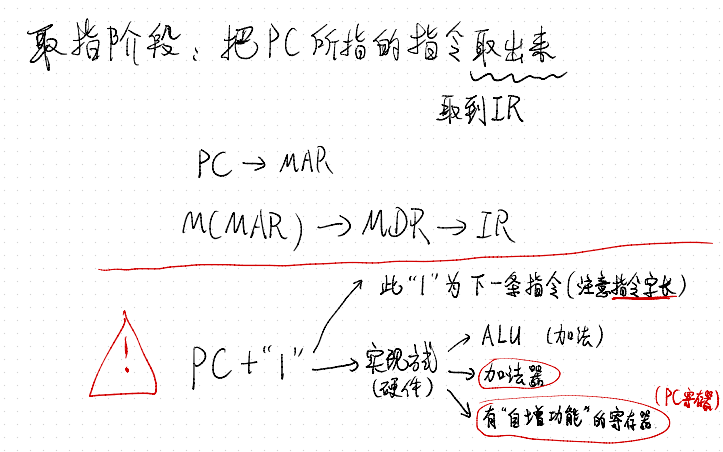 取指阶段：把PC所指的指令取出来
取到IR
PC → MAR
M(MAR) → MDR → IR
此“1”为下一条指令(注意指令字长)
!
PC+“1” → 实现方式
(硬件)
ALU (加法)
加法器
有“自增功能”的寄存器
(PC寄存器)